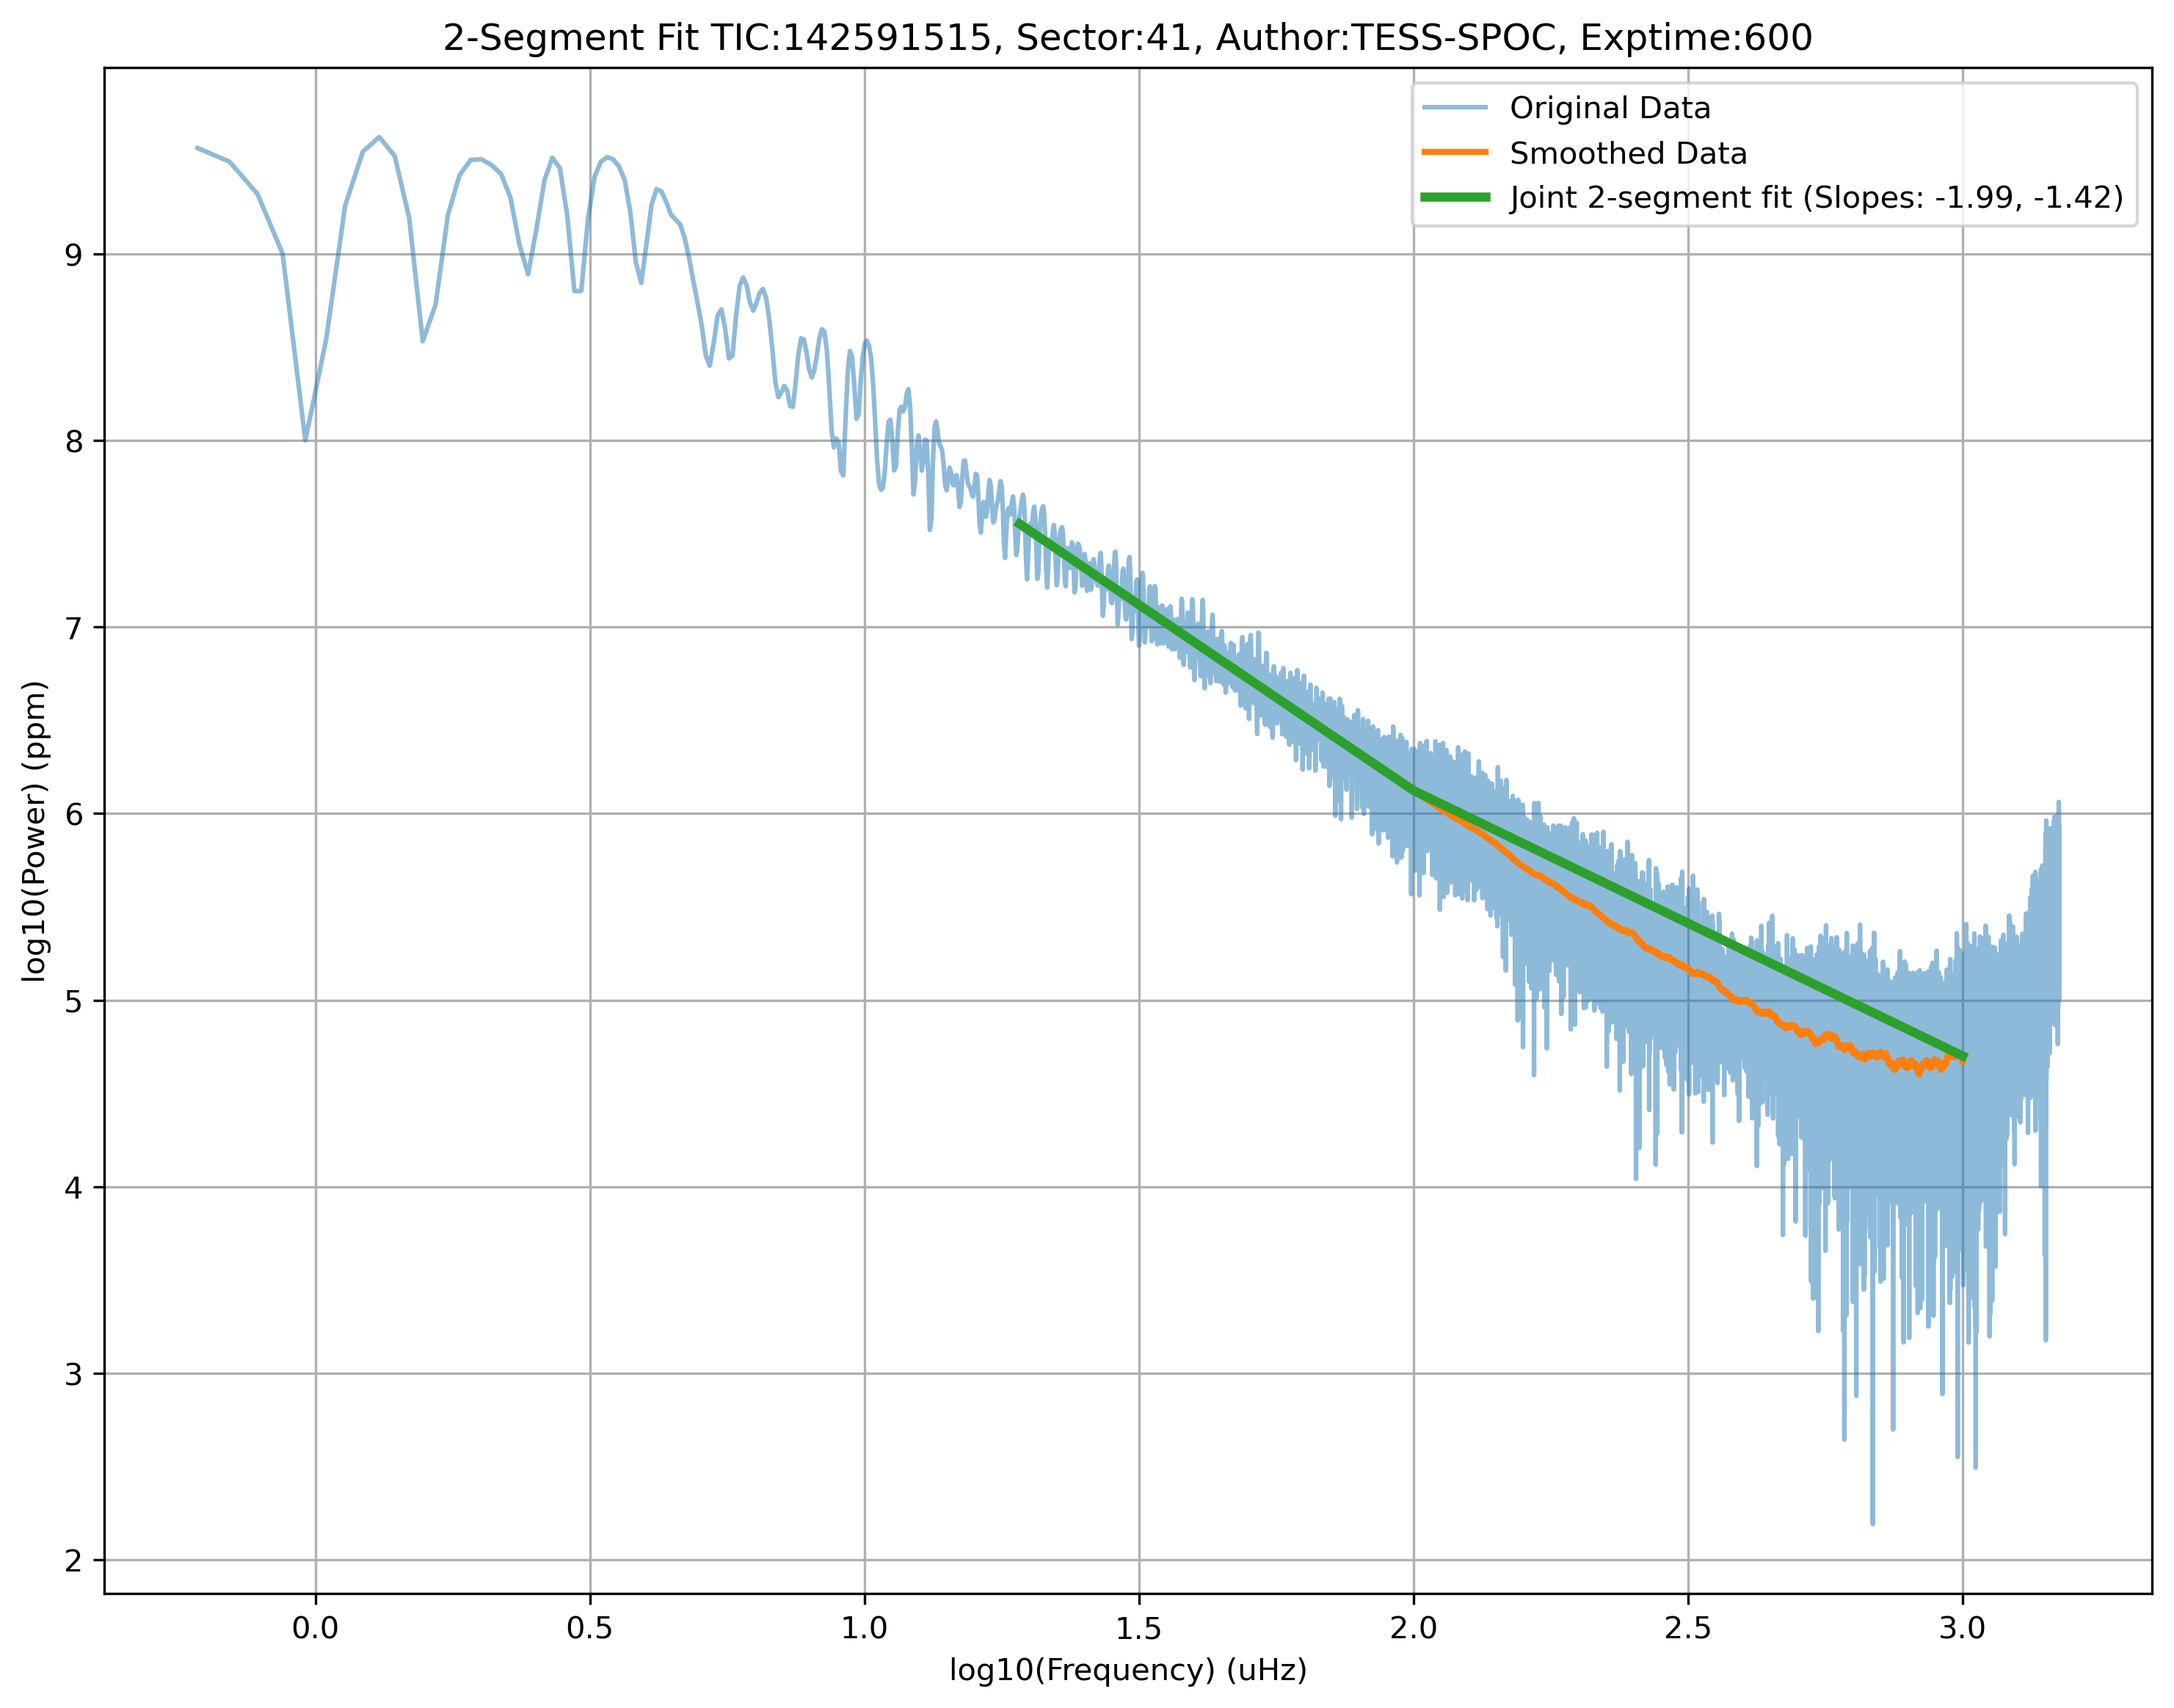 2-Segment Fit TIC:142591515, Sector:41, Author:TESS-SPOC, Exptime:600
Original Data
Smoothed Data
Joint 2-segment fit (Slopes: -1.99, -1.42)
log10(Power) (ppm)
9
8
7
6
5
4
3
2
0.0 0.5 1.0 1.5 2.0 2.5 3.0
log10(Frequency) (uHz)